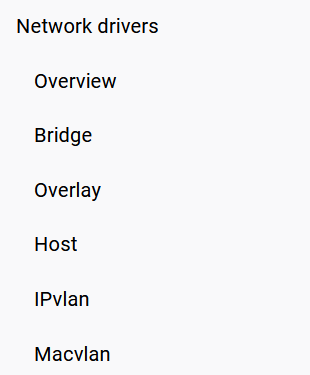 Network drivers
Overview
Bridge
Overlay
Host
IPvlan
Macvlan